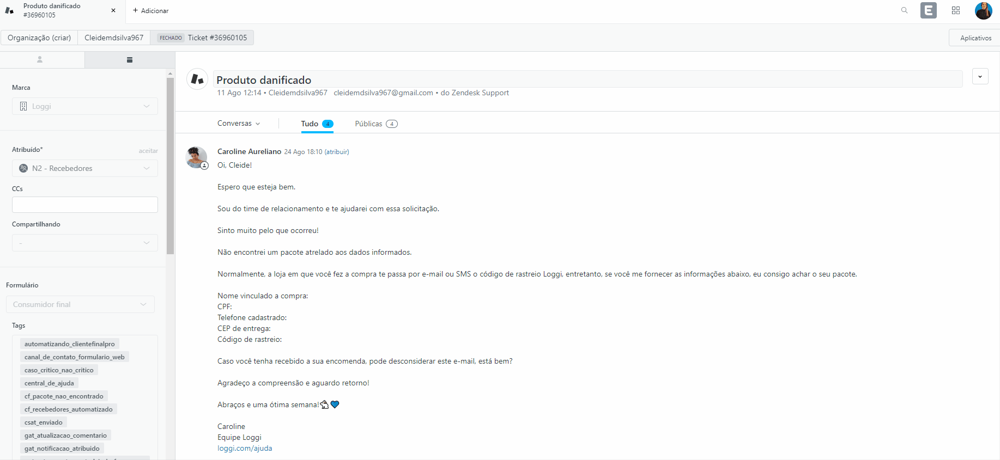 Produto danificado
#36960105
× + Adicionar
E
Organização (criar) Cleidemdsilva967 FECHADO Ticket #36960105
Aplicativos
Marca
Loggi
Atribuído* aceitar
N2 - Recebedores
CCs
Compartilhando
-
Formulário
Consumidor final
Tags
automatizando_clientefinalpro
canal_de_contato_formulario_web
caso_critico_nao_critico
central_de_ajuda
cf_pacote_nao_encontrado
cf_recebedores_automatizado
csat_enviado
gat_atualizacao_comentario
gat_notificacao_atribuido
Produto danificado
11 Ago 12:14 • Cleidemdsilva967 cleidemdsilva967@gmail.com • do Zendesk Support
Conversas Tudo 4 Públicas 4
Caroline Aureliano 24 Ago 18:10 (atribuir)
Oi, Cleide!
Espero que esteja bem.
Sou do time de relacionamento e te ajudarei com essa solicitação.
Sinto muito pelo que ocorreu!
Não encontrei um pacote atrelado aos dados informados.
Normalmente, a loja em que você fez a compra te passa por e-mail ou SMS o código de rastreio Loggi, entretanto, se você me fornecer as informações abaixo, eu consigo achar o seu pacote.
Nome vinculado a compra:
CPF:
Telefone cadastrado:
CEP de entrega:
Código de rastreio:
Caso você tenha recebido a sua encomenda, pode desconsiderar este e-mail, está bem?
Agradeço a compreensão e aguardo retorno!
Abraços e uma ótima semana!🐇💙
Caroline
Equipe Loggi
loggi.com/ajuda